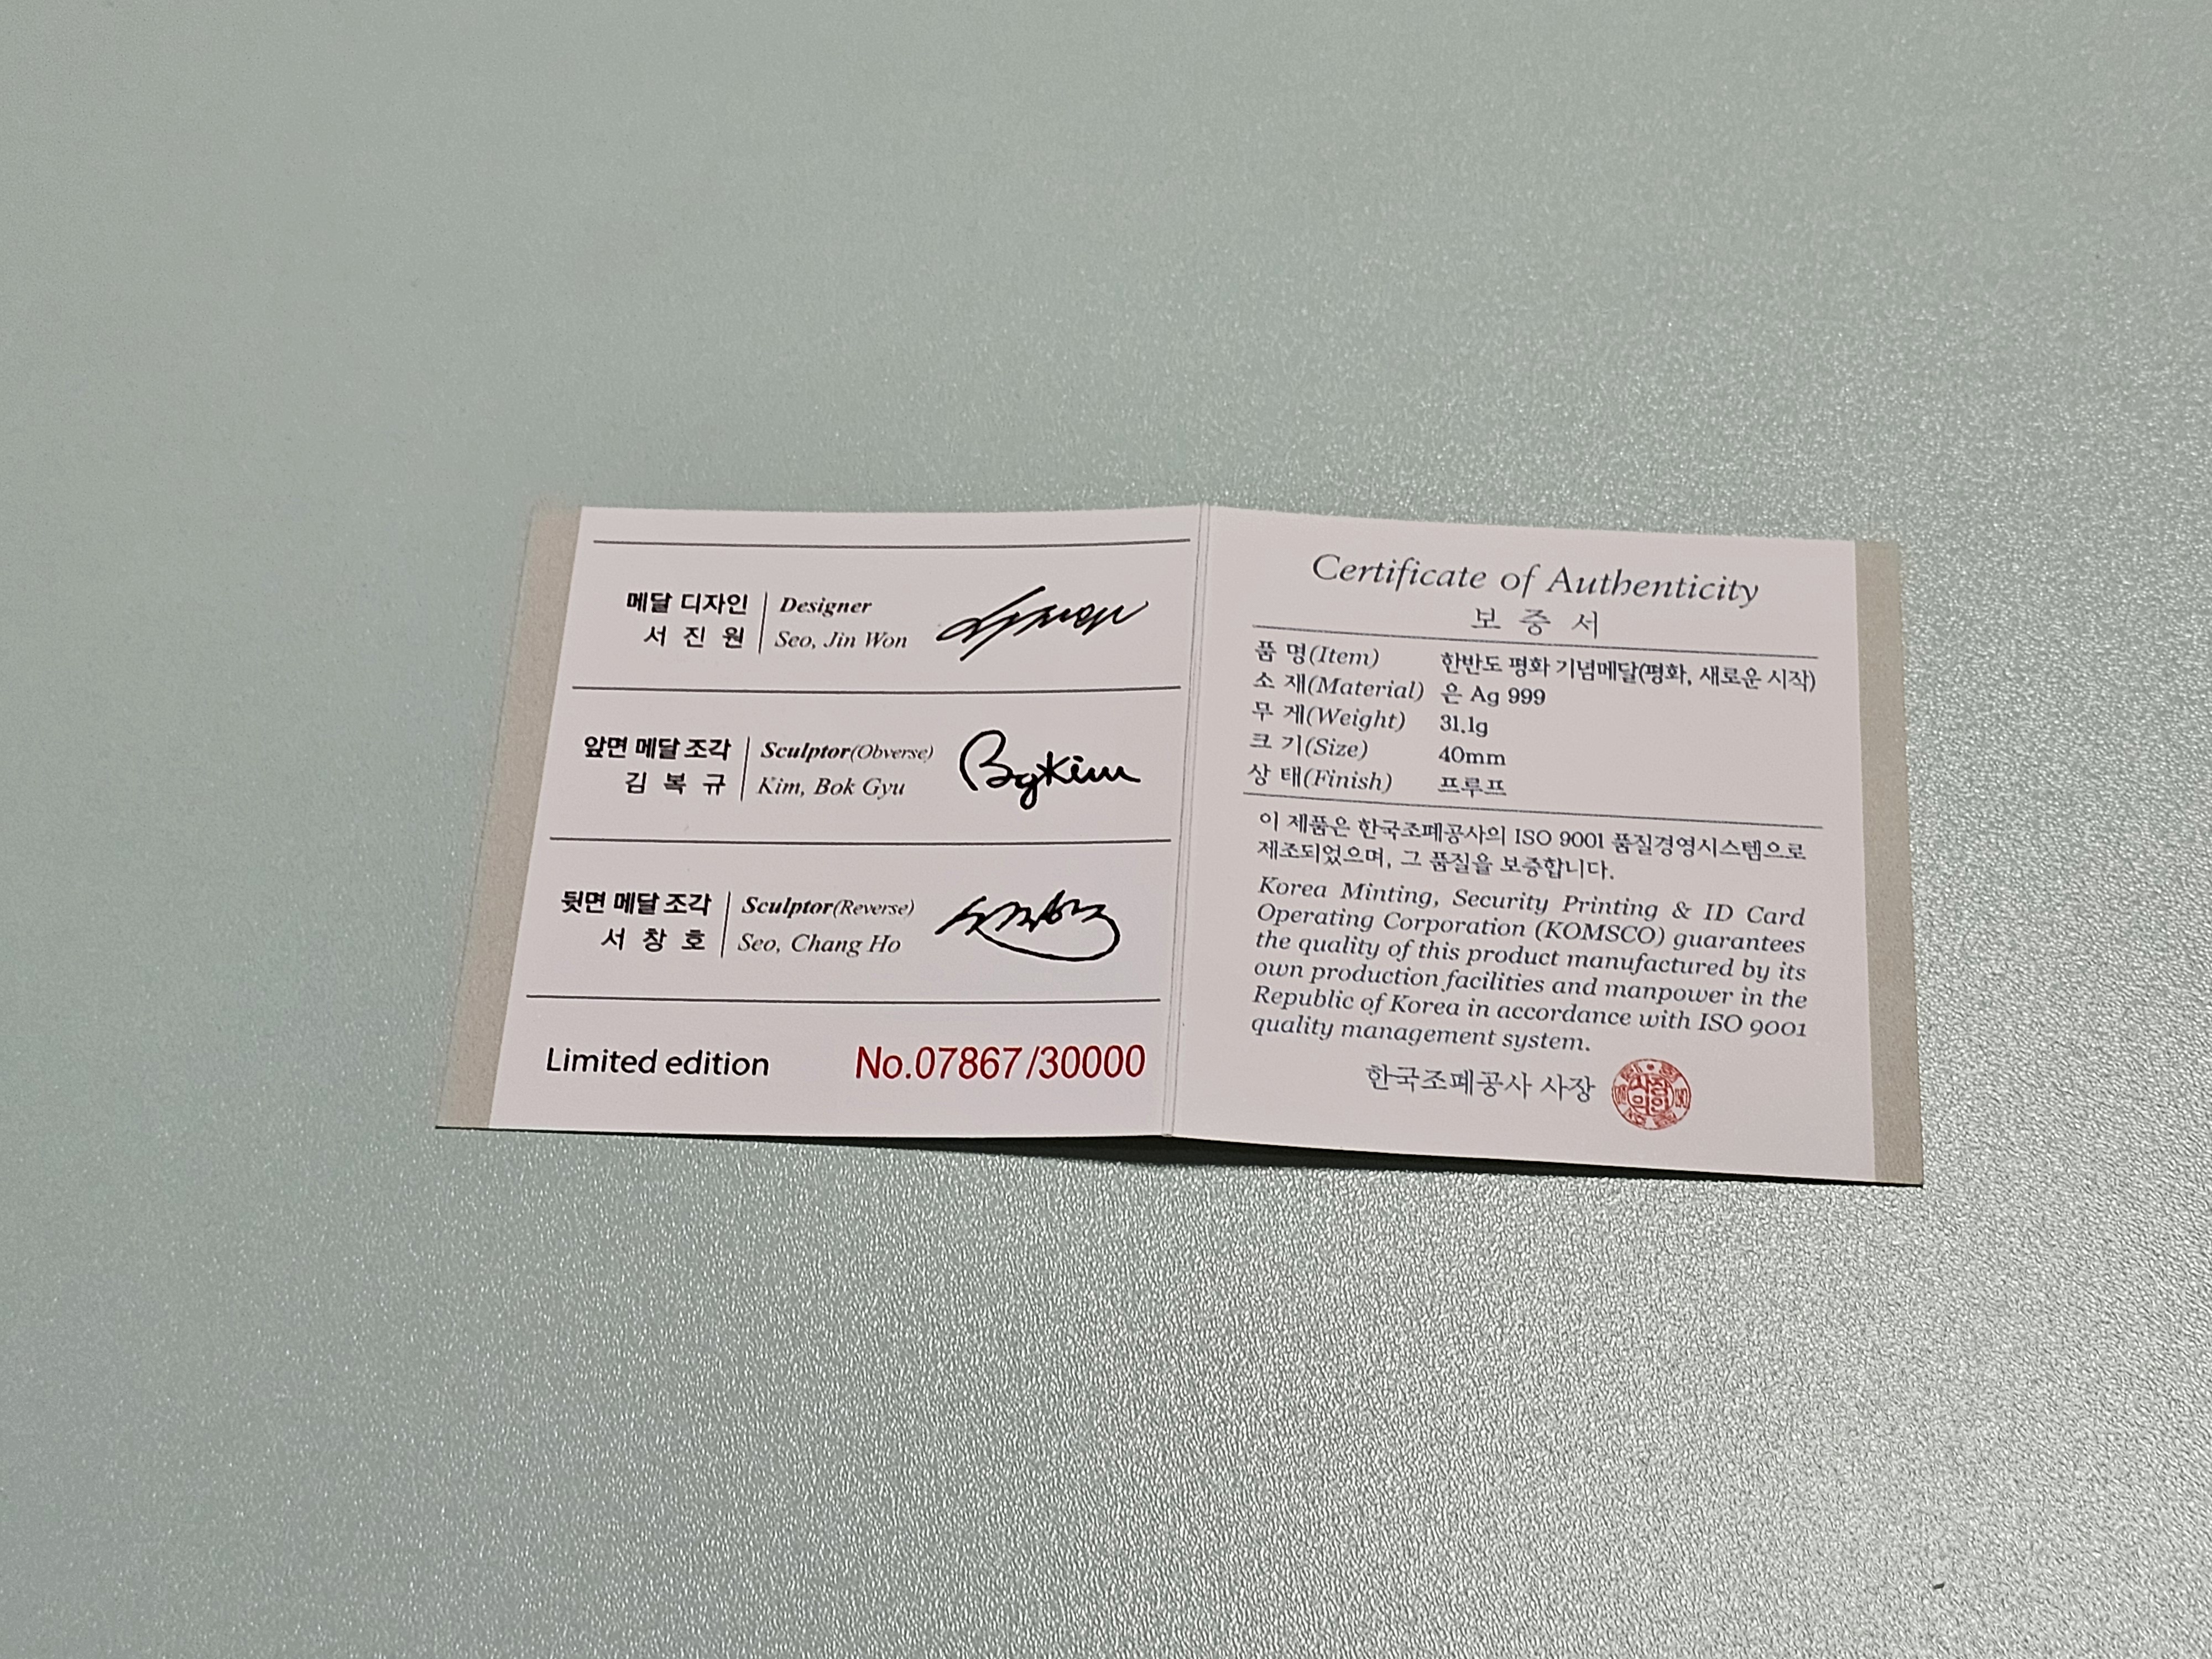 메달 디자인 Designer
서 진 원 Seo, Jin Won
앞면 메달 조각 Sculptor(Obverse)
김 복 규 Kim, Bok Gyu
Bgkim
뒷면 메달 조각 Sculptor(Reverse)
서 창 호 Seo, Chang Ho
Limited edition No.07867/30000
Certificate of Authenticity
보 증 서
품 명(Item) 한반도 평화 기념메달(평화, 새로운 시작)
소 재(Material) 은 Ag 999
무 게(Weight) 31.1g
크 기(Size) 40mm
상 태(Finish) 프루프
이 제품은 한국조폐공사의 ISO 9001 품질경영시스템으로
제조되었으며, 그 품질을 보증합니다.
Korea Minting, Security Printing & ID Card
Operating Corporation (KOMSCO) guarantees
the quality of this product manufactured by its
own production facilities and manpower in the
Republic of Korea in accordance with ISO 9001
quality management system.
한국조폐공사 사장
사장
의인